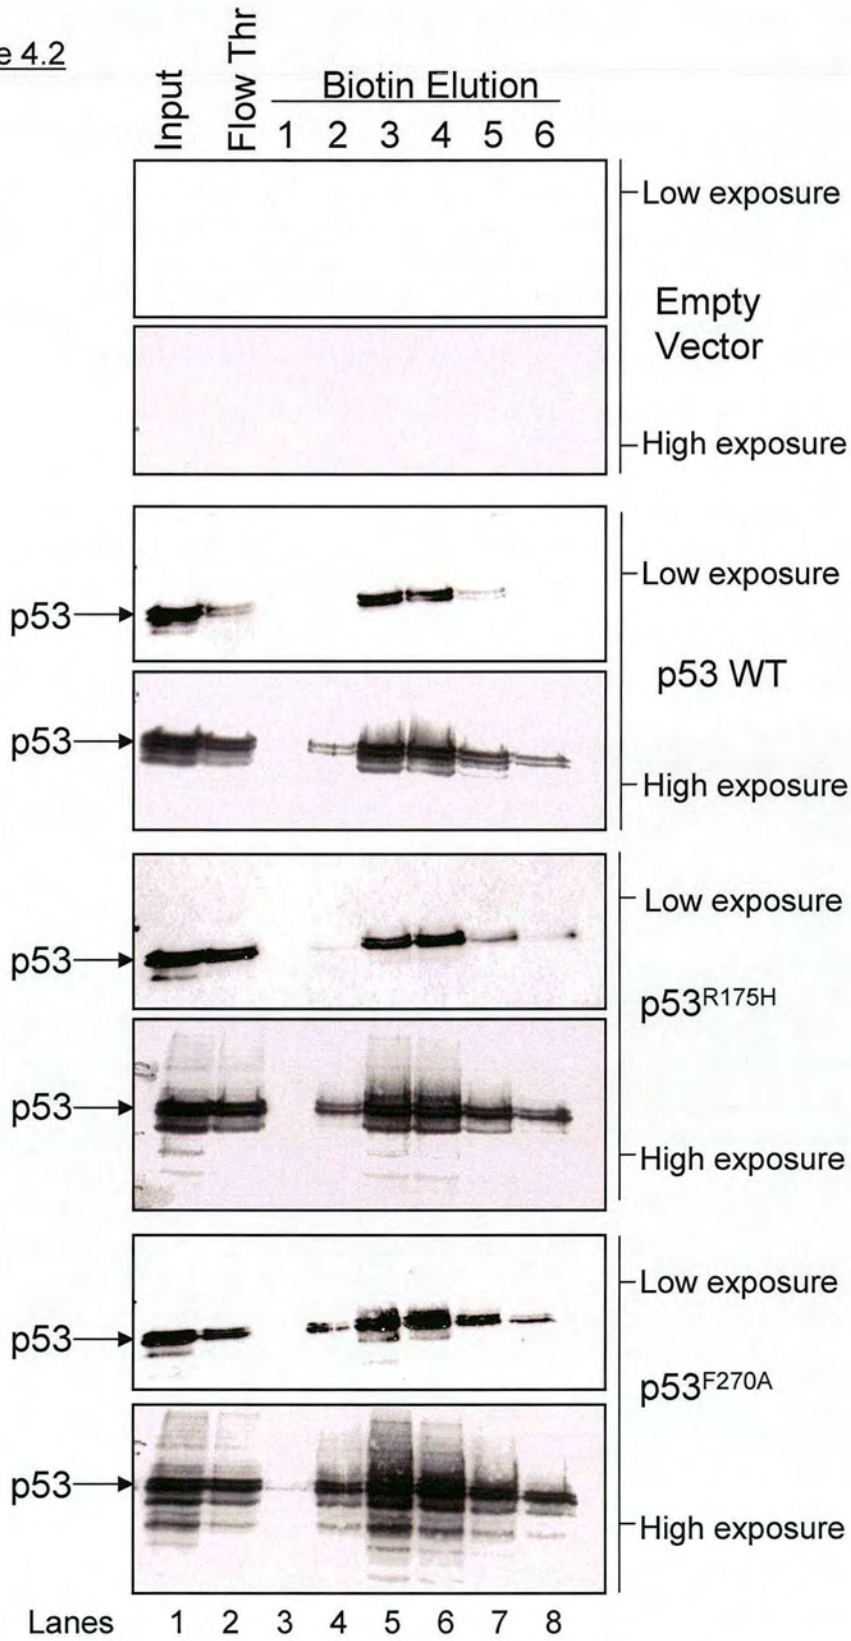 e 4.2
Input
Flow Thr
Biotin Elution
1 2 3 4 5 6
Low exposure
Empty
Vector
High exposure
p53
Low exposure
p53 WT
p53
High exposure
Low exposure
p53
p53R175H
p53
High exposure
Low exposure
p53
p53F270A
p53
High exposure
Lanes 1 2 3 4 5 6 7 8